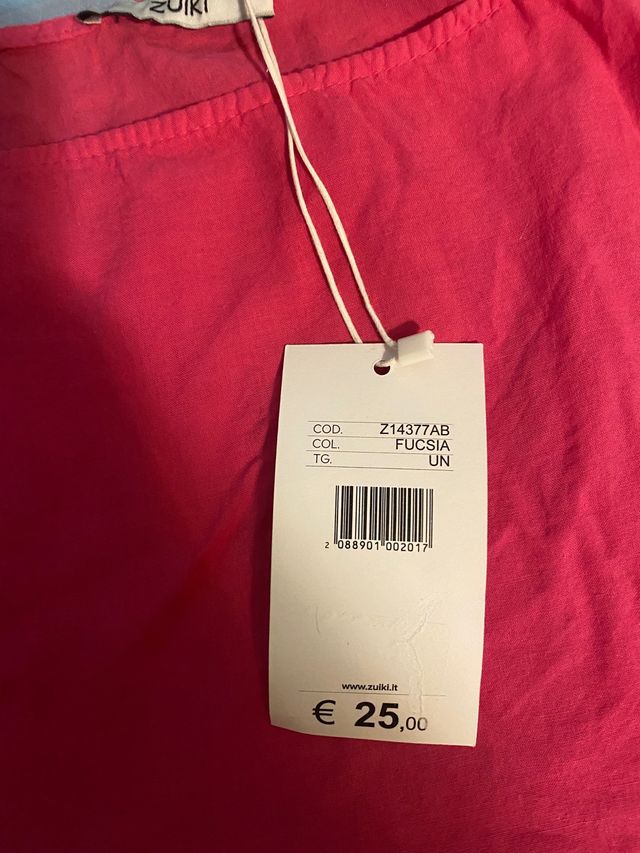 ZUIKI
COD. Z14377AB
COL. FUCSIA
TG. UN
2 088901 002017
www.zuiki.it
€ 25,00